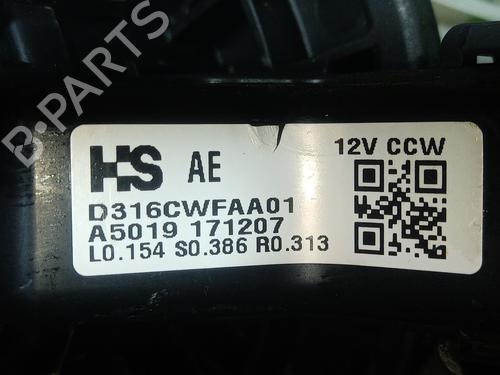 B-PARTS
HS AE 12V CCW
D316CWFAA01
A5019 171207
L0.154 S0.386 R0.313